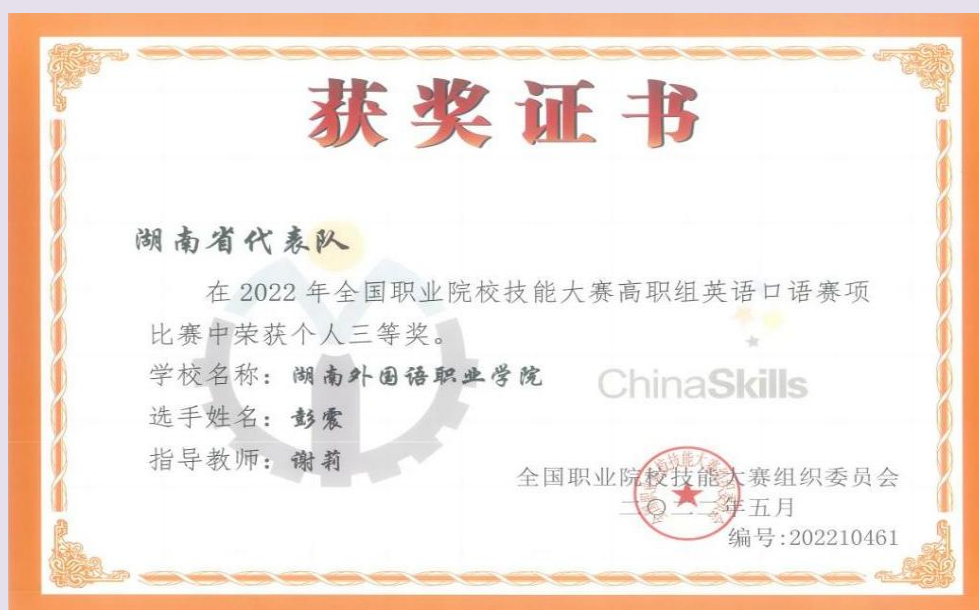 获奖证书
湖南省代表队
在 2022 年全国职业院校技能大赛高职组英语口语赛项
比赛中荣获个人三等奖。
学校名称：湖南外国语职业学院
ChinaSkills
选手姓名：彭震
指导教师：谢莉
全国职业院校技能大赛组织委员会
二〇二二年五月
编号:202210461